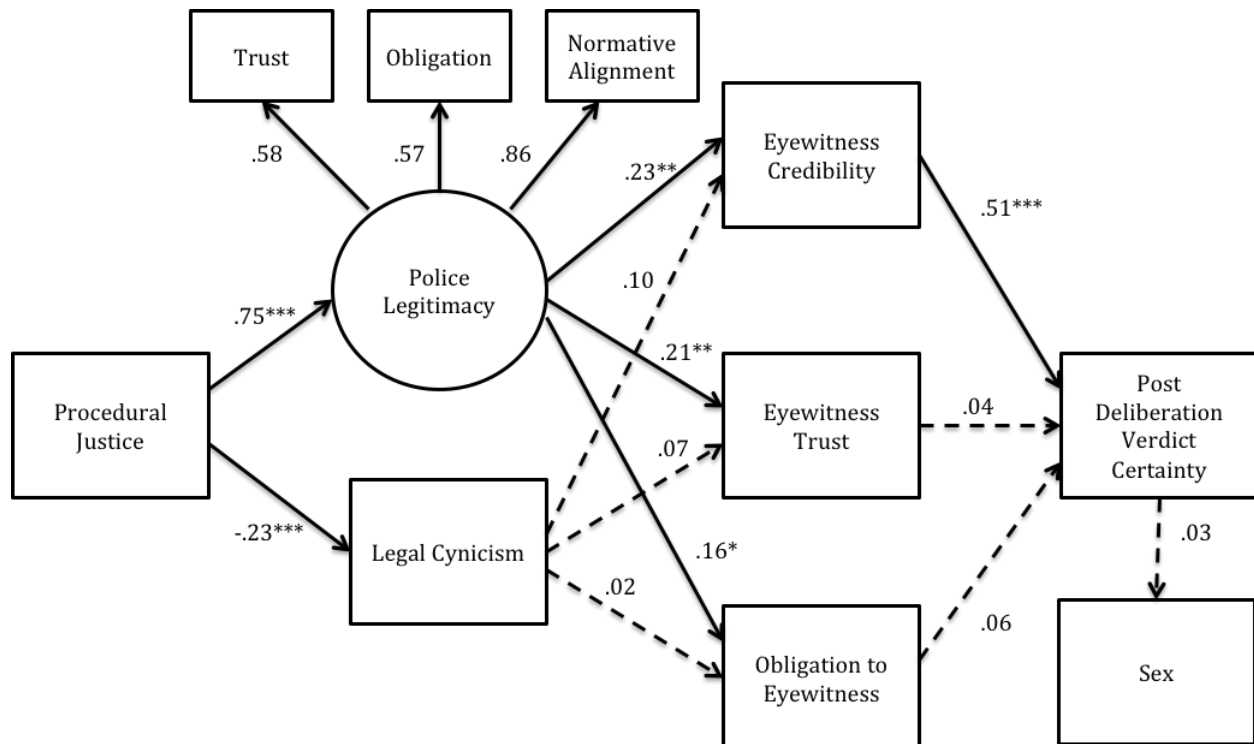 Trust
Obligation
Normative
Alignment
.58
.57
.86
Eyewitness
Credibility
.23**
.51***
.10
Police
Legitimacy
.75***
.21**
Procedural
Justice
Eyewitness
Trust
.04
Post
Deliberation
Verdict
Certainty
.07
-.23***
Legal Cynicism
.16*
.02
.03
.06
Obligation to
Eyewitness
Sex